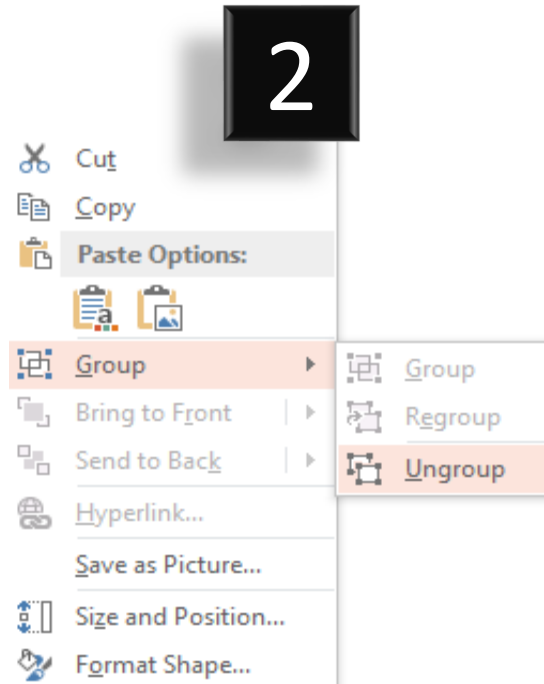 2
Cut
Copy
Paste Options:
Group
Group
Bring to Front
Regroup
Send to Back
Ungroup
Hyperlink...
Save as Picture...
Size and Position...
Format Shape...